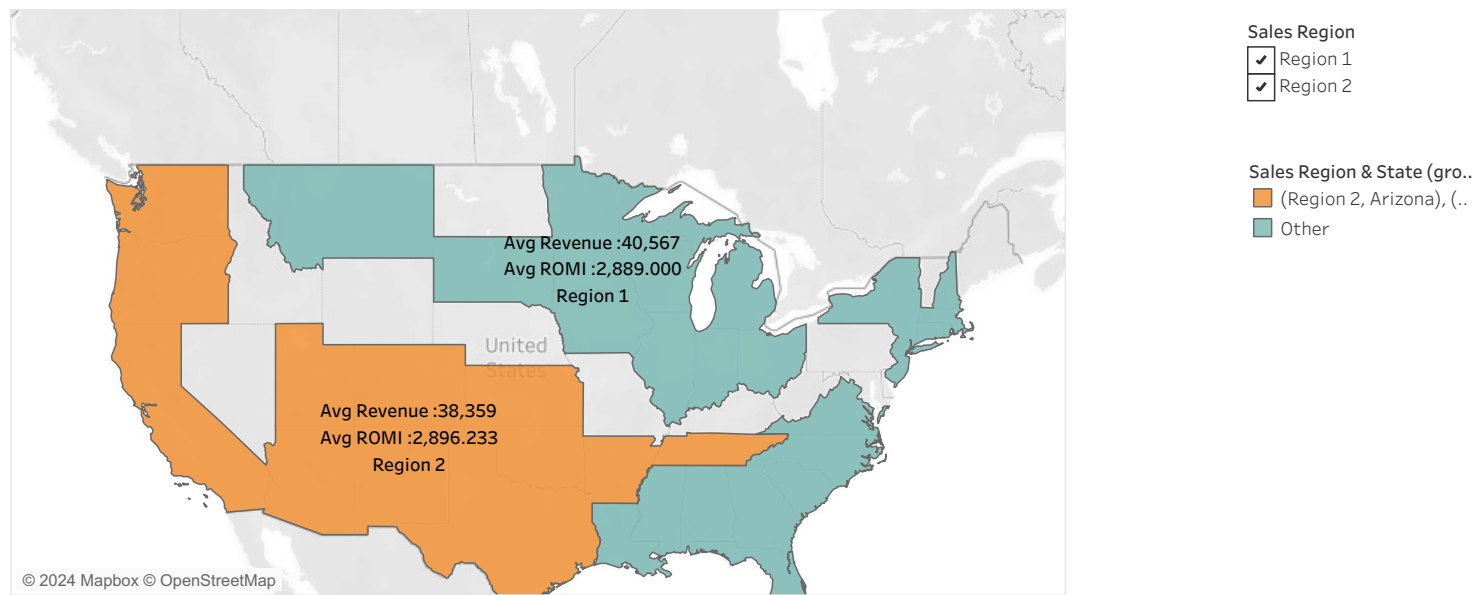 Avg Revenue :40,567
Avg ROMI :2,889.000
Region 1
United
States
Avg Revenue :38,359
Avg ROMI :2,896.233
Region 2
© 2024 Mapbox © OpenStreetMap
Sales Region
Region 1
Region 2
Sales Region & State (gro..
(Region 2, Arizona), (..
Other